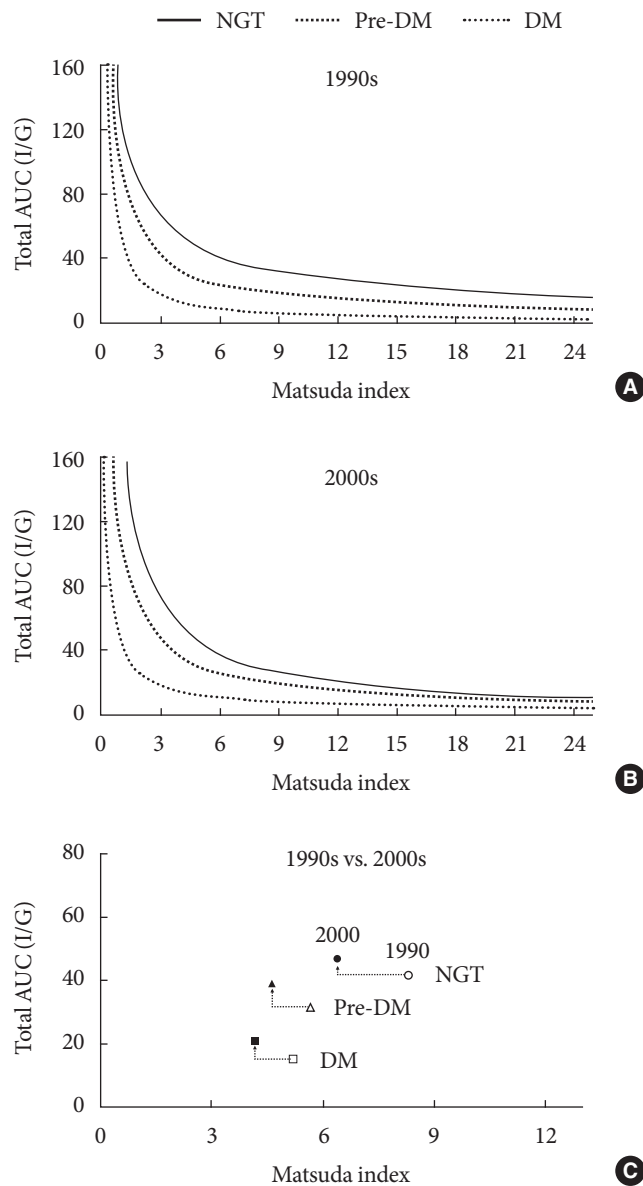 NGT Pre-DM DM
1990s
Total AUC (I/G)
160
120
80
40
0
0 3 6 9 12 15 18 21 24
Matsuda index
A
2000s
Total AUC (I/G)
160
120
80
40
0
0 3 6 9 12 15 18 21 24
Matsuda index
B
1990s vs. 2000s
Total AUC (I/G)
80
60
40
20
0
2000
1990
NGT
Pre-DM
DM
0 3 6 9 12
Matsuda index
C